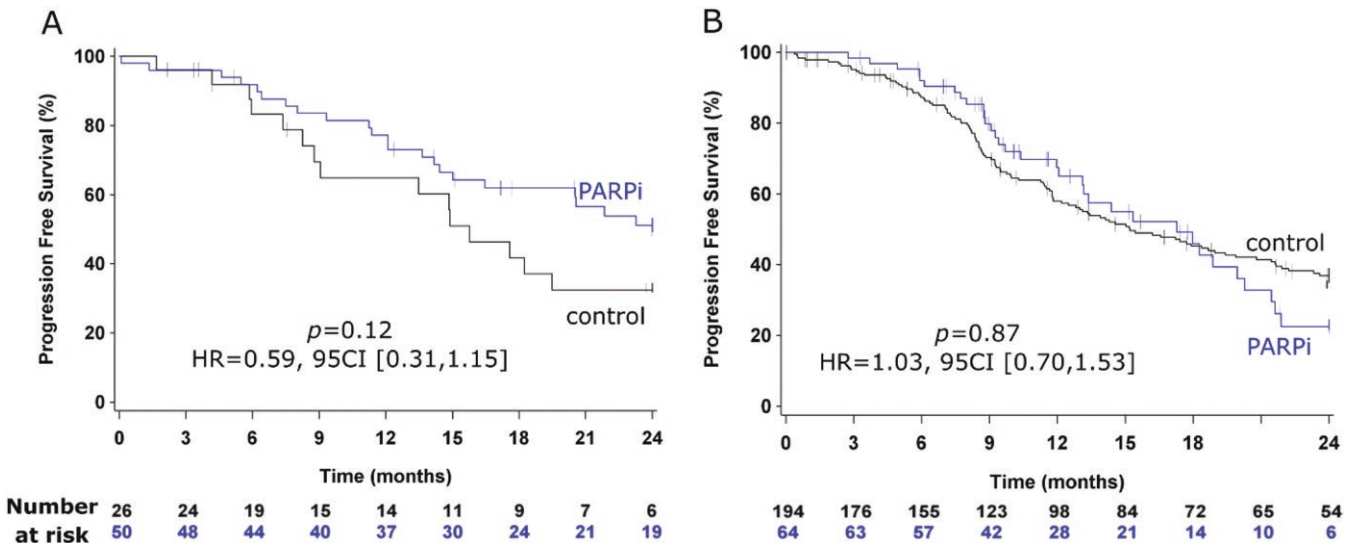 A
Progression Free Survival (%)
100
80
60
40
20
0
PARPi
control
p=0.12
HR=0.59, 95CI [0.31,1.15]
0 3 6 9 12 15 18 21 24
Time (months)
Number at risk
26 24 19 15 14 11 9 7 6
50 48 44 40 37 30 24 21 19
B
Progression Free Survival (%)
100
80
60
40
20
0
control
PARPi
p=0.87
HR=1.03, 95CI [0.70,1.53]
0 3 6 9 12 15 18 24
Time (months)
194 176 155 123 98 84 72 65 54
64 63 57 42 28 21 14 10 6